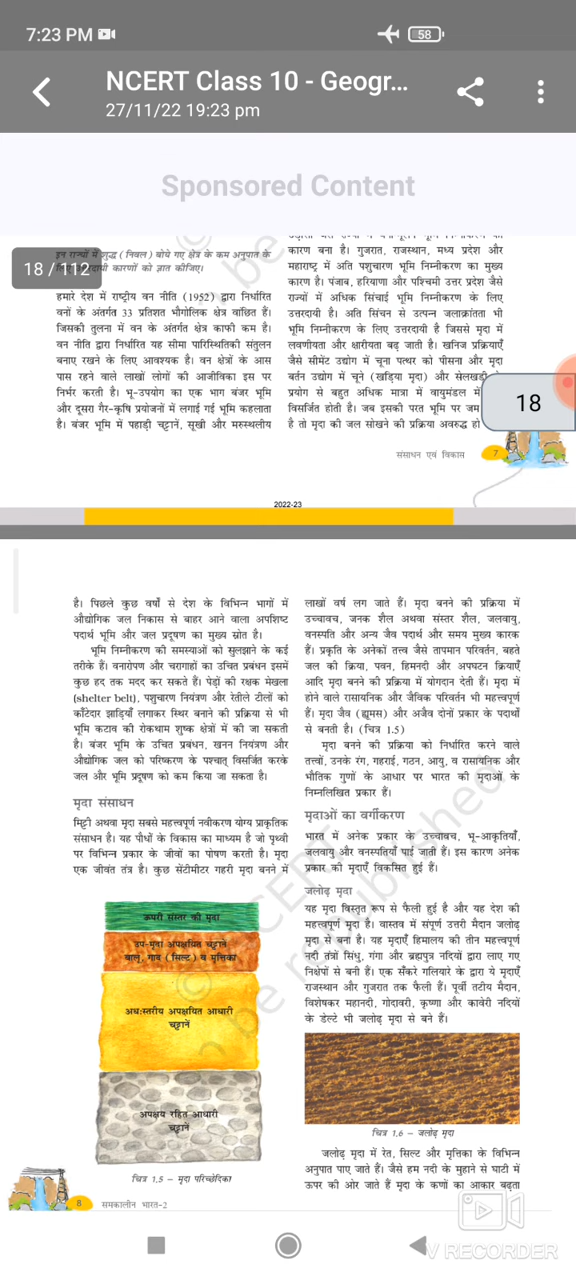 7:23 PM
58
NCERT Class 10 - Geogr...
27/11/22 19:23 pm
Sponsored Content
18 / 112
इन राज्यों में शुद्ध (निवल) बोये गए क्षेत्र के कम अनुपात के
कारणों को ज्ञात कीजिए।
हमारे देश में राष्ट्रीय वन नीति (1952) द्वारा निर्धारित
वनों के अंतर्गत 33 प्रतिशत भौगोलिक क्षेत्र वांछित हैं।
जिसकी तुलना में वन के अंतर्गत क्षेत्र काफी कम है।
वन नीति द्वारा निर्धारित यह सीमा पारिस्थितिकी संतुलन
बनाए रखने के लिए आवश्यक है। वन क्षेत्रों के आस
पास रहने वाले लाखों लोगों की आजीविका इस पर
निर्भर करती है। भू-उपयोग का एक भाग बंजर भूमि
और दूसरा गैर-कृषि प्रयोजनों में लगाई गई भूमि कहलाता
है। बंजर भूमि में पहाड़ी चट्टानें, सूखी और मरुस्थलीय
कारण बना है। गुजरात, राजस्थान, मध्य प्रदेश और
महाराष्ट्र में अति पशुचारण भूमि निम्नीकरण का मुख्य
कारण है। पंजाब, हरियाणा और पश्चिमी उत्तर प्रदेश जैसे
राज्यों में अधिक सिंचाई भूमि निम्नीकरण के लिए
उत्तरदायी है। अति सिंचन से उत्पन्न जलाक्रांतता भी
भूमि निम्नीकरण के लिए उत्तरदायी है जिससे मृदा में
लवणीयता और क्षारीयता बढ़ जाती है। खनिज प्रक्रियाएँ
जैसे सीमेंट उद्योग में चूना पत्थर को पीसना और मृदा
बर्तन उद्योग में चूने (खड़िया मृदा) और सेलखड़ी
प्रयोग से बहुत अधिक मात्रा में वायुमंडल में
विसर्जित होती है। जब इसकी परत भूमि पर जम
है तो मृदा की जल सोखने की प्रक्रिया अवरुद्ध हो
18
संसाधन एवं विकास
7
2022-23
है। पिछले कुछ वर्षों से देश के विभिन्न भागों में
औद्योगिक जल निकास से बाहर आने वाला अपशिष्ट
पदार्थ भूमि और जल प्रदूषण का मुख्य स्रोत है।
भूमि निम्नीकरण की समस्याओं को सुलझाने के कई
तरीके हैं। वनारोपण और चरागाहों का उचित प्रबंधन इसमें
कुछ हद तक मदद कर सकते हैं। पेड़ों की रक्षक मेखला
(shelter belt), पशुचारण नियंत्रण और रेतीले टीलों को
काँटेदार झाड़ियाँ लगाकर स्थिर बनाने की प्रक्रिया से भी
भूमि कटाव की रोकथाम शुष्क क्षेत्रों में की जा सकती
है। बंजर भूमि के उचित प्रबंधन, खनन नियंत्रण और
औद्योगिक जल को परिष्करण के पश्चात् विसर्जित करके
जल और भूमि प्रदूषण को कम किया जा सकता है।
मृदा संसाधन
मिट्टी अथवा मृदा सबसे महत्त्वपूर्ण नवीकरण योग्य प्राकृतिक
संसाधन है। यह पौधों के विकास का माध्यम है जो पृथ्वी
पर विभिन्न प्रकार के जीवों का पोषण करती है। मृदा
एक जीवंत तंत्र है। कुछ सेंटीमीटर गहरी मृदा बनने में
ऊपरी संस्तर की मृदा
उप-मृदा अपक्षयित चट्टानें
बालू, गाद (सिल्ट) व मृत्तिका
अधःस्तरीय अपक्षयित आधारी
चट्टानें
अपक्षय रहित आधारी
चट्टानें
चित्र 1.5 – मृदा परिच्छेदिका
8
समकालीन भारत-2
लाखों वर्ष लग जाते हैं। मृदा बनने की प्रक्रिया में
उच्चावच, जनक शैल अथवा संस्तर शैल, जलवायु,
वनस्पति और अन्य जैव पदार्थ और समय मुख्य कारक
हैं। प्रकृति के अनेकों तत्त्व जैसे तापमान परिवर्तन, बहते
जल की क्रिया, पवन, हिमनदी और अपघटन क्रियाएँ
आदि मृदा बनने की प्रक्रिया में योगदान देती हैं। मृदा में
होने वाले रासायनिक और जैविक परिवर्तन भी महत्त्वपूर्ण
हैं। मृदा जैव (ह्यूमस) और अजैव दोनों प्रकार के पदार्थों
से बनती है। (चित्र 1.5)
मृदा बनने की प्रक्रिया को निर्धारित करने वाले
तत्त्वों, उनके रंग, गहराई, गठन, आयु, व रासायनिक और
भौतिक गुणों के आधार पर भारत की मृदाओं के
निम्नलिखित प्रकार हैं।
मृदाओं का वर्गीकरण
भारत में अनेक प्रकार के उच्चावच, भू-आकृतियाँ,
जलवायु और वनस्पतियाँ पाई जाती हैं। इस कारण अनेक
प्रकार की मृदाएँ विकसित हुई हैं।
जलोढ़ मृदा
यह मृदा विस्तृत रूप से फैली हुई है और यह देश की
महत्त्वपूर्ण मृदा है। वास्तव में संपूर्ण उत्तरी मैदान जलोढ़
मृदा से बना है। यह मृदाएँ हिमालय की तीन महत्त्वपूर्ण
नदी तंत्रों सिंधु, गंगा और ब्रह्मपुत्र नदियों द्वारा लाए गए
निक्षेपों से बनी हैं। एक सँकरे गलियारे के द्वारा ये मृदाएँ
राजस्थान और गुजरात तक फैली हैं। पूर्वी तटीय मैदान,
विशेषकर महानदी, गोदावरी, कृष्णा और कावेरी नदियों
के डेल्टे भी जलोढ़ मृदा से बने हैं।
चित्र 1.6 – जलोढ़ मृदा
जलोढ़ मृदा में रेत, सिल्ट और मृत्तिका के विभिन्न
अनुपात पाए जाते हैं। जैसे हम नदी के मुहाने से घाटी में
ऊपर की ओर जाते हैं मृदा के कणों का आकार बढ़ता
V RECORDER